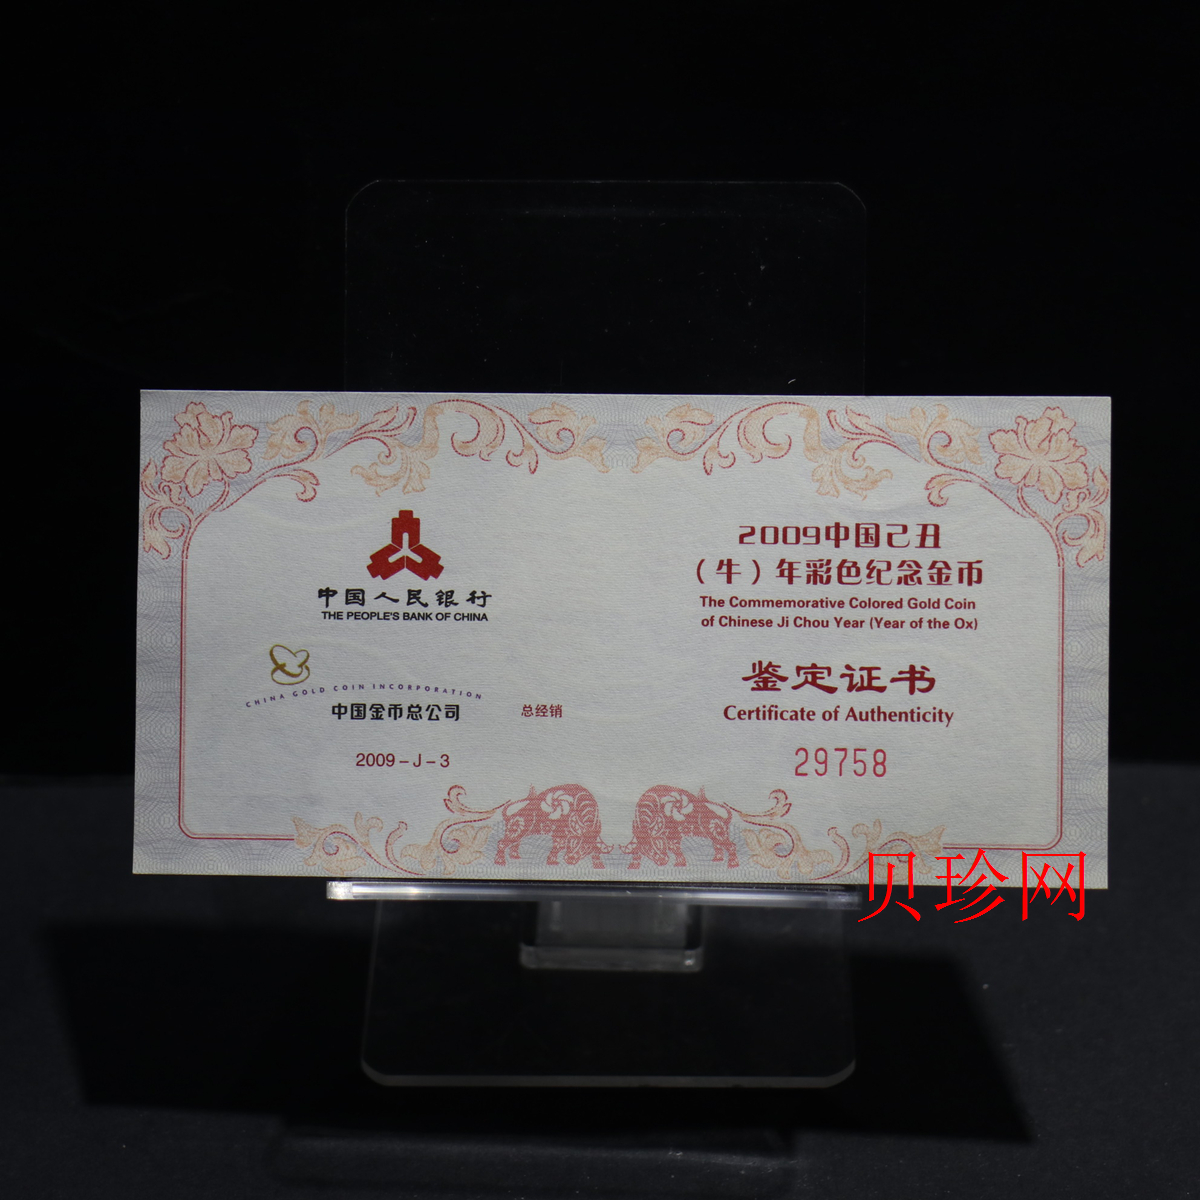 中国人民银行
THE PEOPLE'S BANK OF CHINA
CHINA GOLD COIN INCORPORATION
中国金币总公司 总经销
2009-J-3
2009中国己丑
（牛）年彩色纪念金币
The Commemorative Colored Gold Coin
of Chinese Ji Chou Year (Year of the Ox)
鉴定证书
Certificate of Authenticity
29758
贝珍网